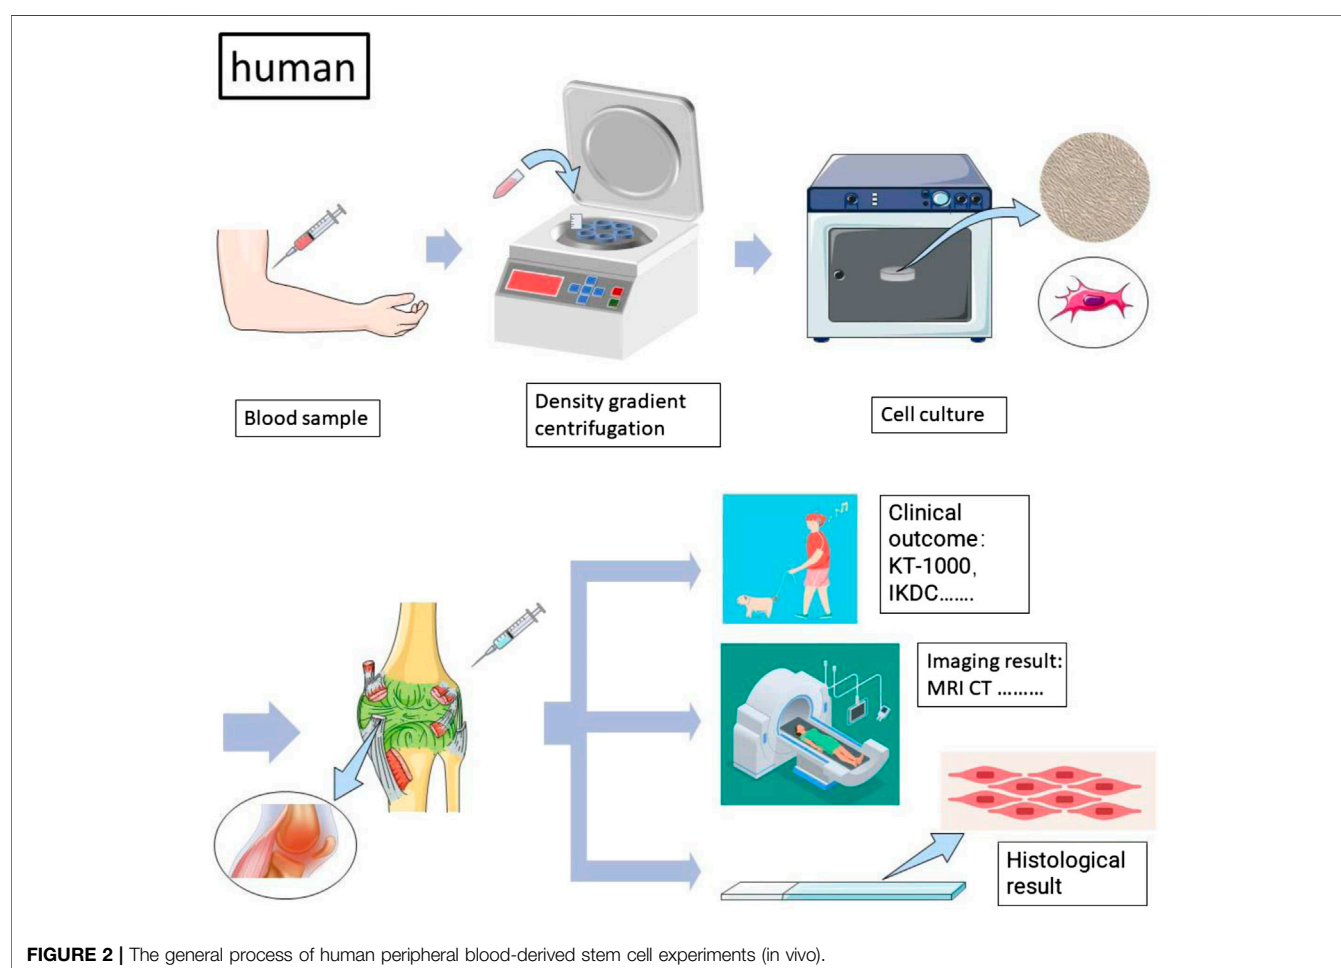 human
Blood sample
Density gradient
centrifugation
Cell culture
Clinical
outcome:
KT-1000,
IKDC.......
Imaging result:
MRI CT .........
Histological
result
FIGURE 2 | The general process of human peripheral blood-derived stem cell experiments (in vivo).